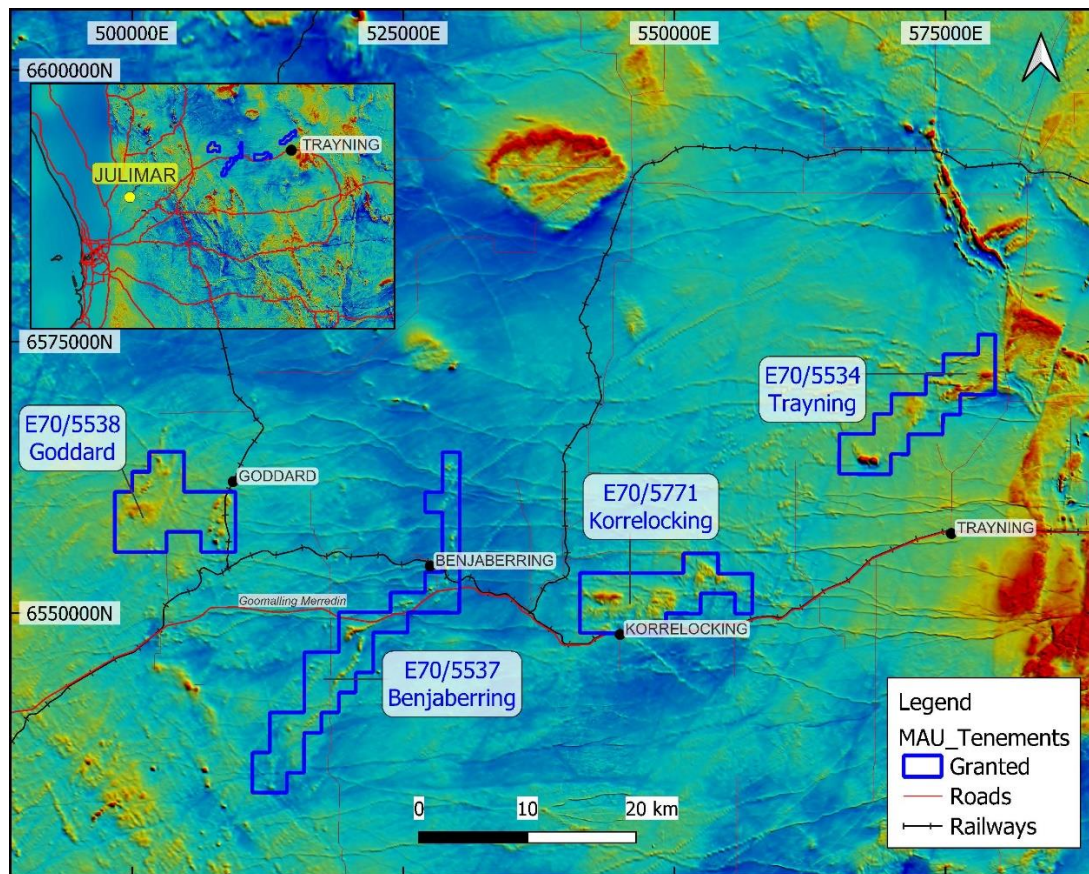 500000E
525000E
550000E
575000E
6600000N
TRAYNING
JULIMAR
6575000N
E70/5534
Trayning
E70/5538
Goddard
GODDARD
E70/5771
Korrelocking
TRAYNING
BENJABERRING
Goomalling Merredin
6550000N
KORRELOCKING
E70/5537
Benjaberring
Legend
MAU_Tenements
Granted
Roads
Railways
0 10 20 km